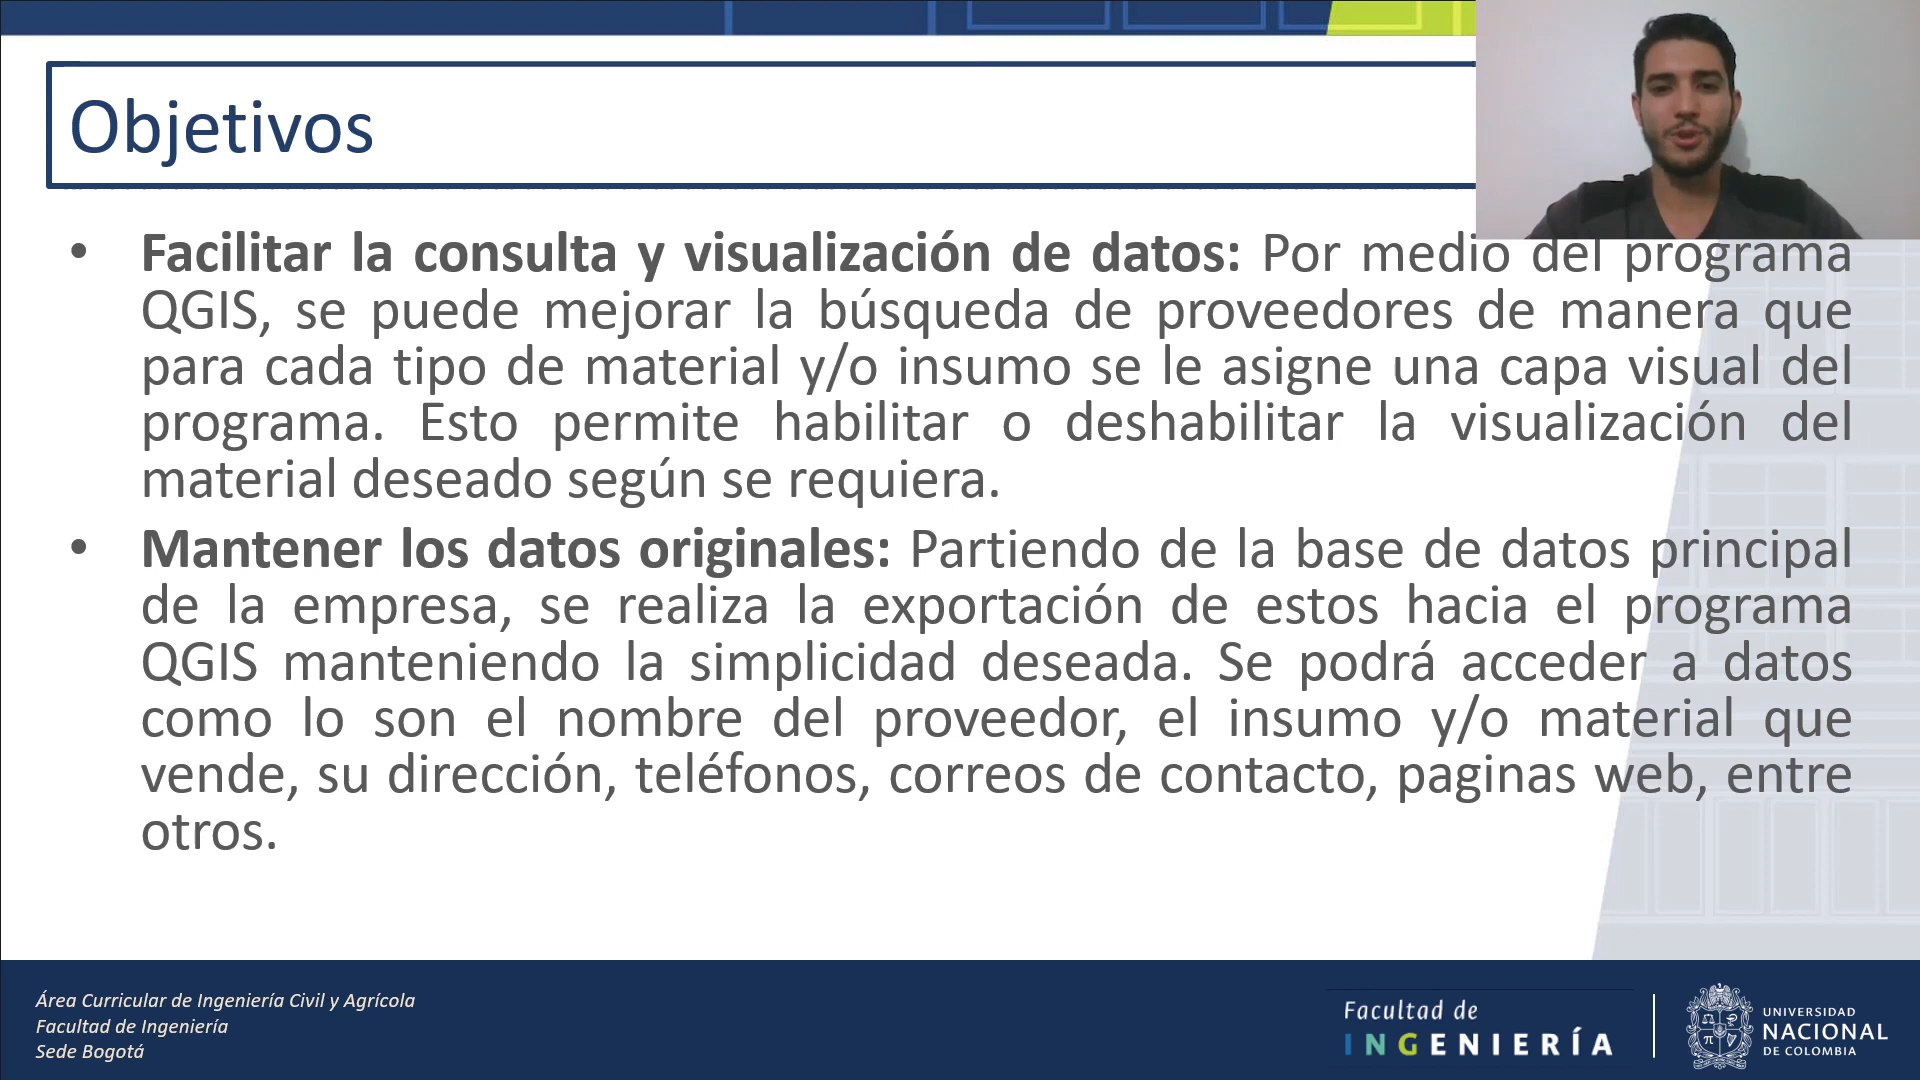 Objetivos
• Facilitar la consulta y visualización de datos: Por medio del programa
QGIS, se puede mejorar la búsqueda de proveedores de manera que
para cada tipo de material y/o insumo se le asigne una capa visual del
programa. Esto permite habilitar o deshabilitar la visualización del
material deseado según se requiera.
• Mantener los datos originales: Partiendo de la base de datos principal
de la empresa, se realiza la exportación de estos hacia el programa
QGIS manteniendo la simplicidad deseada. Se podrá acceder a datos
como lo son el nombre del proveedor, el insumo y/o material que
vende, su dirección, teléfonos, correos de contacto, paginas web, entre
otros.
Área Curricular de Ingeniería Civil y Agrícola
Facultad de Ingeniería
Sede Bogotá
Facultad de
INGENIERÍA
UNIVERSIDAD
NACIONAL
DE COLOMBIA